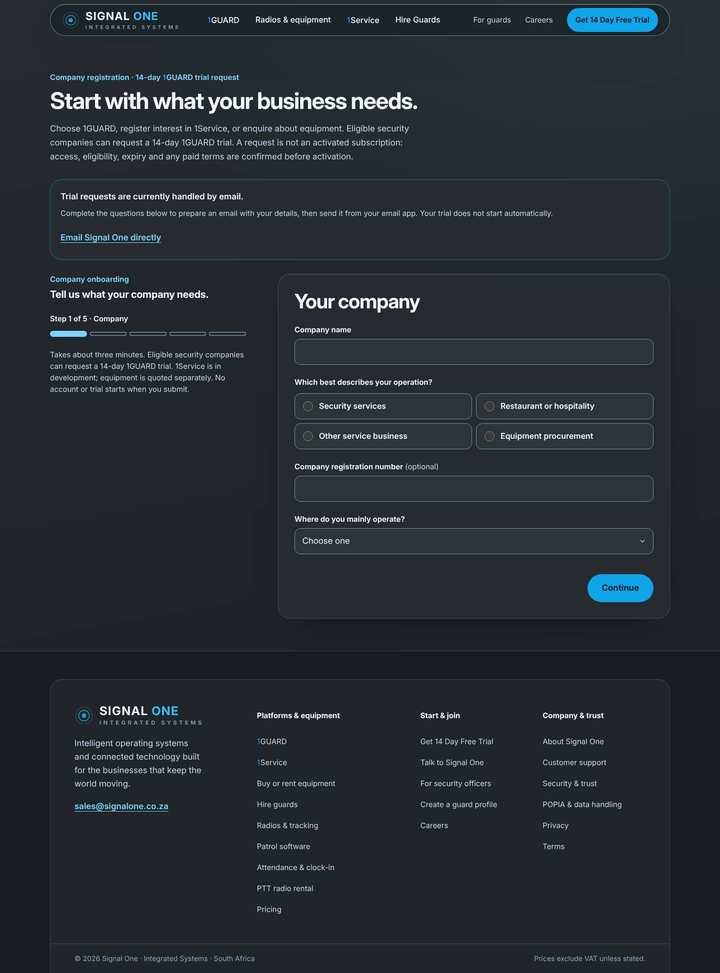 SIGNAL ONE
INTEGRATED SYSTEMS
1GUARD
Radios & equipment
1Service
Hire Guards
For guards
Careers
Get 14 Day Free Trial
Company registration · 14-day 1GUARD trial request
Start with what your business needs.
Choose 1GUARD, register interest in 1Service, or enquire about equipment. Eligible security
companies can request a 14-day 1GUARD trial. A request is not an activated subscription:
access, eligibility, expiry and any paid terms are confirmed before activation.
Trial requests are currently handled by email.
Complete the questions below to prepare an email with your details, then send it from your email app. Your trial does not start automatically.
Email Signal One directly
Company onboarding
Tell us what your company needs.
Step 1 of 5 · Company
Takes about three minutes. Eligible security companies
can request a 14-day 1GUARD trial. 1Service is in
development; equipment is quoted separately. No
account or trial starts when you submit.
Your company
Company name
Which best describes your operation?
Security services
Restaurant or hospitality
Other service business
Equipment procurement
Company registration number (optional)
Where do you mainly operate?
Choose one
Continue
SIGNAL ONE
INTEGRATED SYSTEMS
Intelligent operating systems
and connected technology built
for the businesses that keep the
world moving.
sales@signalone.co.za
Platforms & equipment
1GUARD
1Service
Buy or rent equipment
Hire guards
Radios & tracking
Patrol software
Attendance & clock-in
PTT radio rental
Pricing
Start & join
Get 14 Day Free Trial
Talk to Signal One
For security officers
Create a guard profile
Careers
Company & trust
About Signal One
Customer support
Security & trust
POPIA & data handling
Privacy
Terms
© 2026 Signal One · Integrated Systems · South Africa
Prices exclude VAT unless stated.